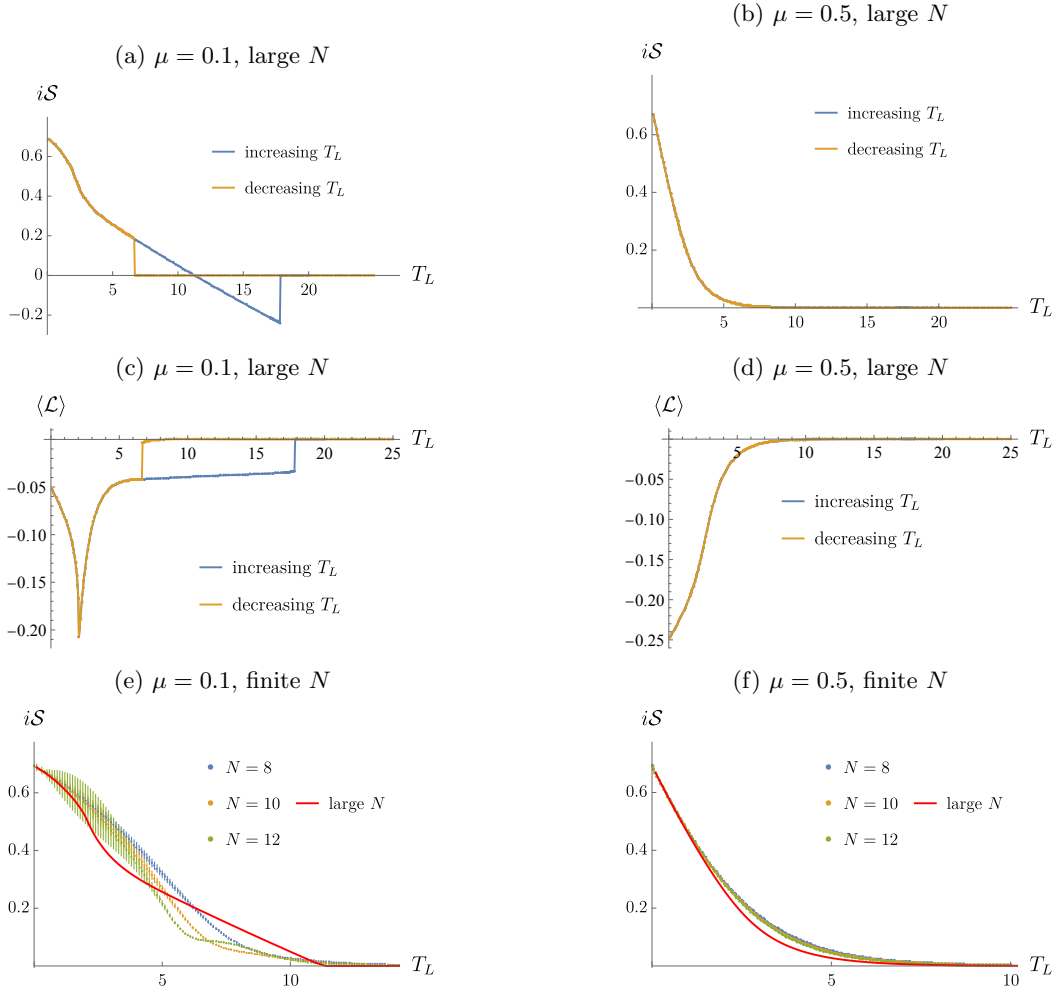 (a) μ = 0.1, large N
i𝒮
0.6
0.4
0.2
0
−0.2
5
10
15
20
T_L
increasing T_L
decreasing T_L
(b) μ = 0.5, large N
i𝒮
0.6
0.4
0.2
5
10
15
20
T_L
increasing T_L
decreasing T_L
(c) μ = 0.1, large N
⟨ℒ⟩
5
10
15
20
25
T_L
−0.05
−0.10
−0.15
−0.20
increasing T_L
decreasing T_L
(d) μ = 0.5, large N
⟨ℒ⟩
5
10
15
20
25
T_L
−0.05
−0.10
−0.15
−0.20
−0.25
increasing T_L
decreasing T_L
(e) μ = 0.1, finite N
i𝒮
0.6
0.4
0.2
5
10
T_L
N = 8
N = 10
large N
N = 12
(f) μ = 0.5, finite N
i𝒮
0.6
0.4
0.2
5
10
T_L
N = 8
N = 10
large N
N = 12